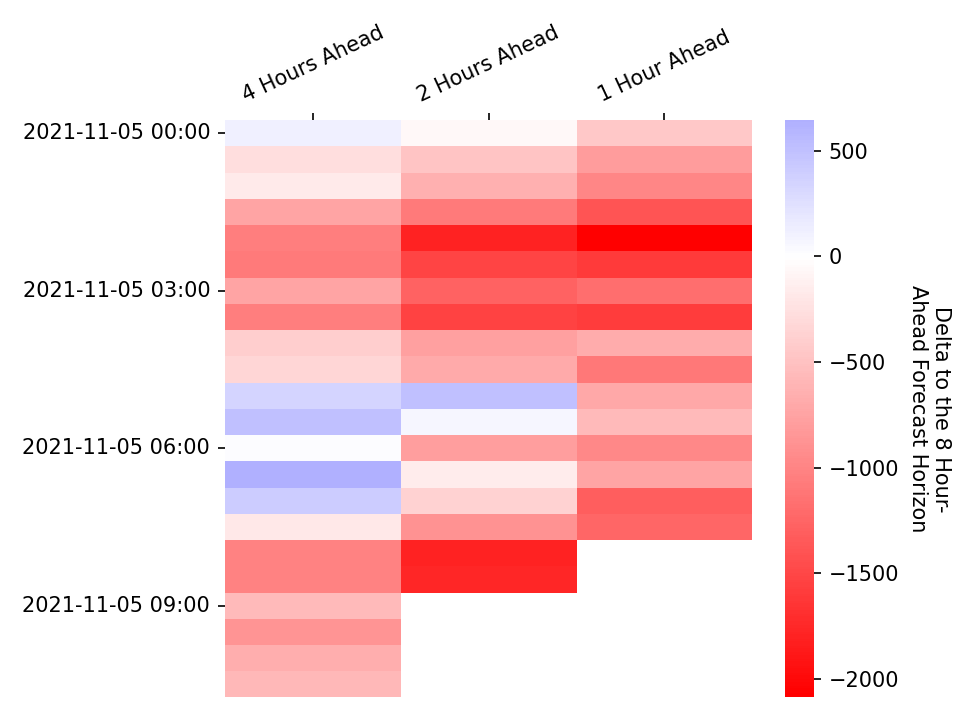 4 Hours Ahead
2 Hours Ahead
1 Hour Ahead
2021-11-05 00:00
2021-11-05 03:00
2021-11-05 06:00
2021-11-05 09:00
500
0
−500
−1000
−1500
−2000
Delta to the 8 Hour-
Ahead Forecast Horizon